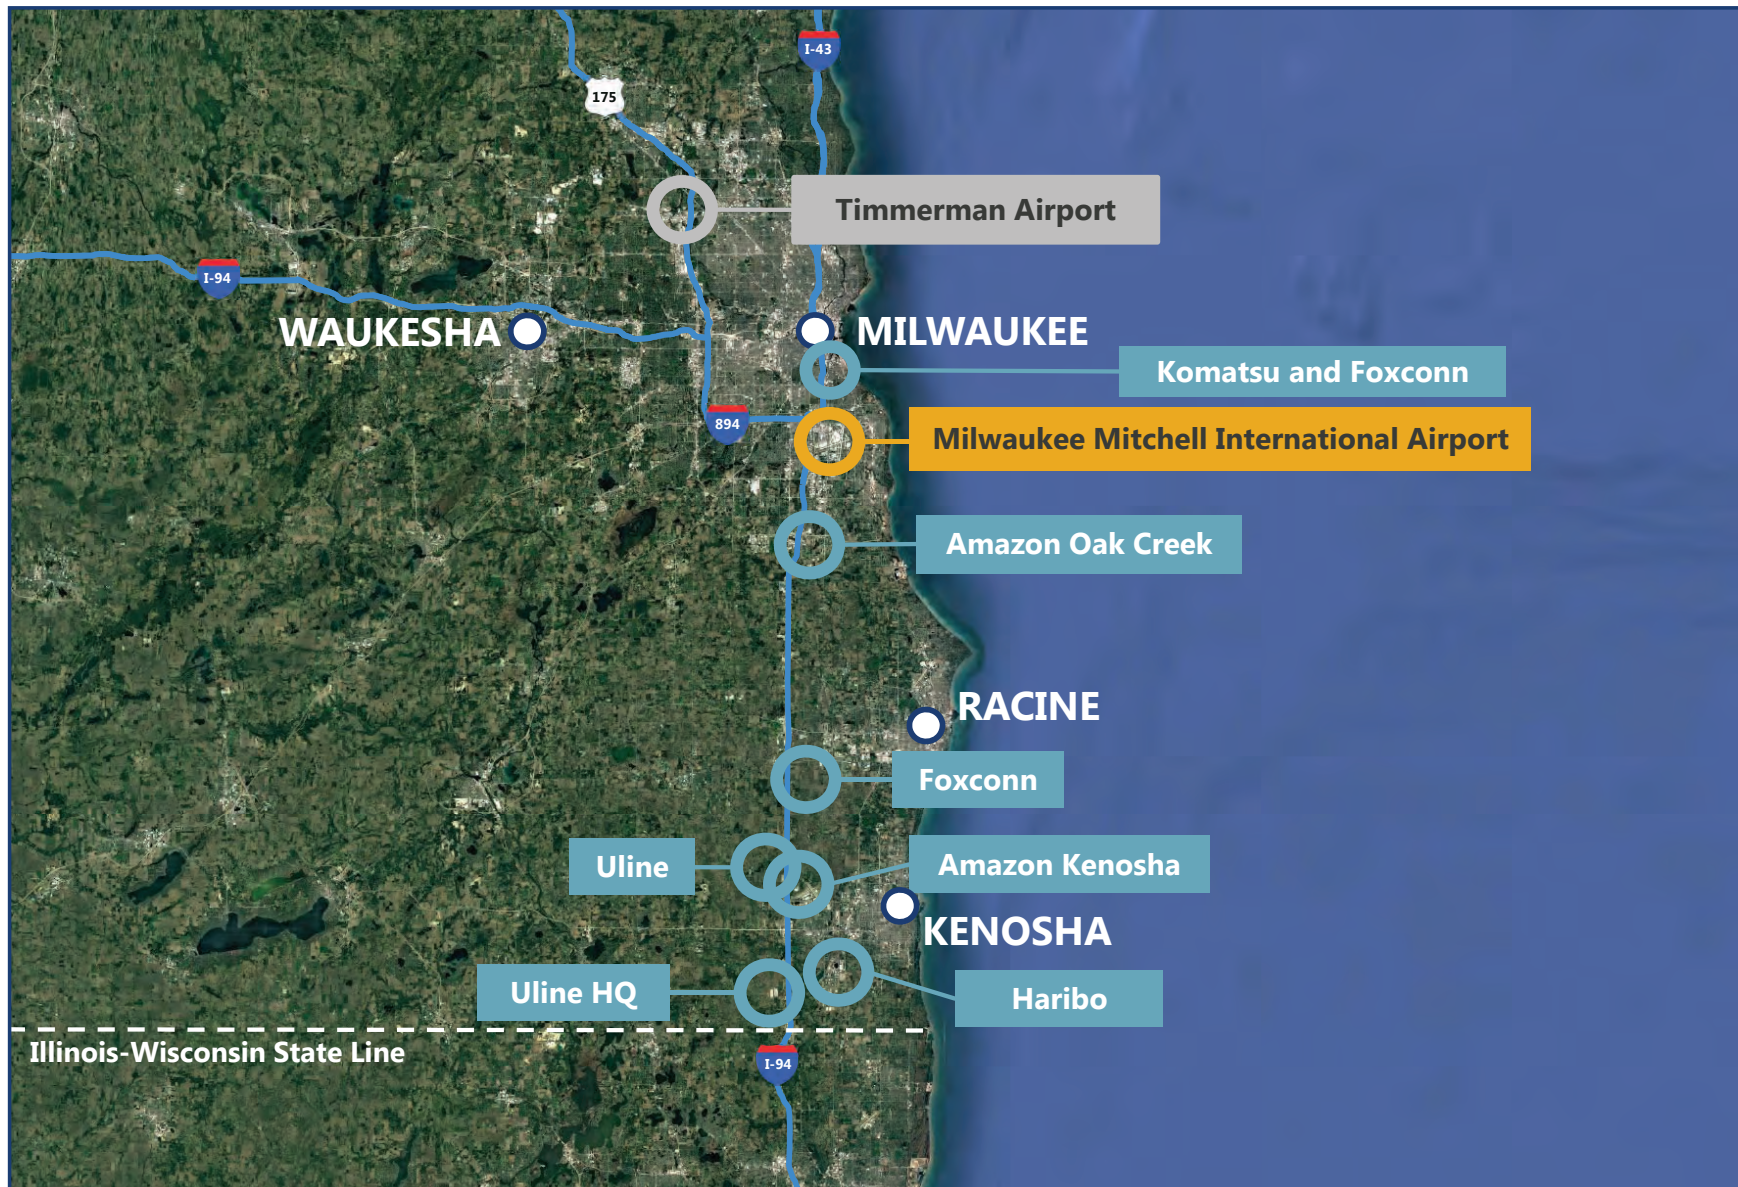 I-43
175
Timmerman Airport
I-94
WAUKESHA
MILWAUKEE
Komatsu and Foxconn
894
Milwaukee Mitchell International Airport
Amazon Oak Creek
RACINE
Foxconn
Uline
Amazon Kenosha
KENOSHA
Uline HQ
Haribo
Illinois-Wisconsin State Line
I-94